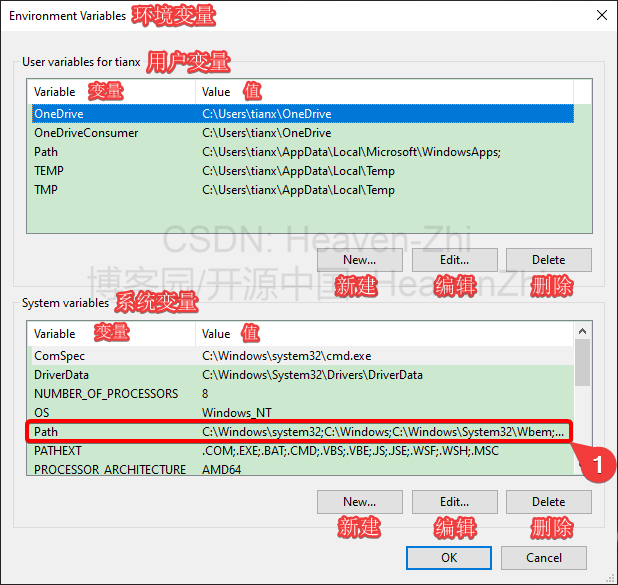 Environment Variables 环境变量
User variables for tianx 用户变量
Variable 变量 Value 值
OneDrive C:\Users\tianx\OneDrive
OneDriveConsumer C:\Users\tianx\OneDrive
Path C:\Users\tianx\AppData\Local\Microsoft\WindowsApps;
TEMP C:\Users\tianx\AppData\Local\Temp
TMP C:\Users\tianx\AppData\Local\Temp
CSDN: Heaven-Zhi
New... Edit... Delete
博客园/开源中国: HeavenZhi
新建 编辑 删除
System variables 系统变量
Variable 变量 Value 值
ComSpec C:\Windows\system32\cmd.exe
DriverData C:\Windows\System32\Drivers\DriverData
NUMBER_OF_PROCESSORS 8
OS Windows_NT
Path C:\Windows\system32;C:\Windows;C:\Windows\System32\Wbem;...
PATHEXT .COM;.EXE;.BAT;.CMD;.VBS;.VBE;.JS;.JSE;.WSF;.WSH;.MSC
1
PROCESSOR_ARCHITECTURE AMD64
New... Edit... Delete
新建 编辑 删除
OK Cancel